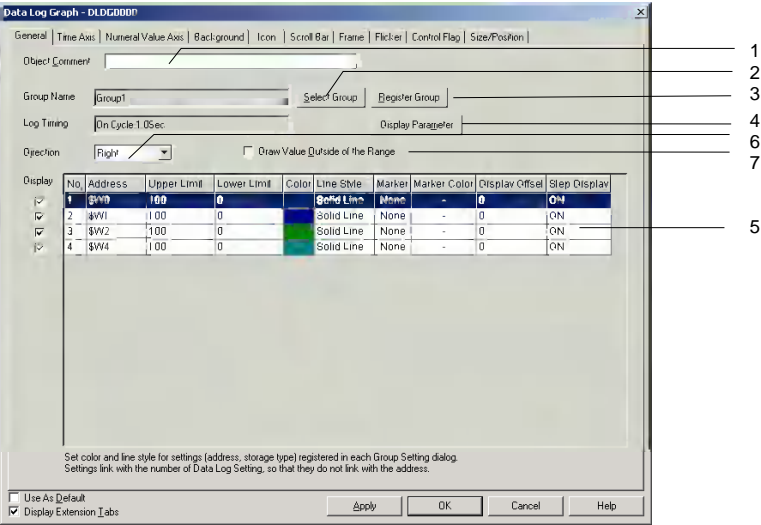 Data Log Graph - DLDG0000
General Time Axis Numeral Value Axis Background Icon Scroll Bar Frame Flicker Control Flag Size/Position
Object Comment
1
2
Group Name Group1 Select Group Register Group
3
Log Timing On Cycle 1.0Sec. Display Parameter
4
6
Direction Right Draw Value Outside of the Range
7
Display No. Address Upper Limit Lower Limit Color Line Style Marker Marker Color Display Offset Step Display
1 $W0 100 0 Solid Line None - 0 ON
2 $W1 100 0 Solid Line None - 0 ON
3 $W2 100 0 Solid Line None - 0 ON
5
4 $W4 100 0 Solid Line None - 0 ON
Set color and line style for settings (address, storage type) registered in each Group Setting dialog.
Settings link with the number of Data Log Setting, so that they do not link with the address.
Use As Default
Display Extension Tabs
Apply OK Cancel Help